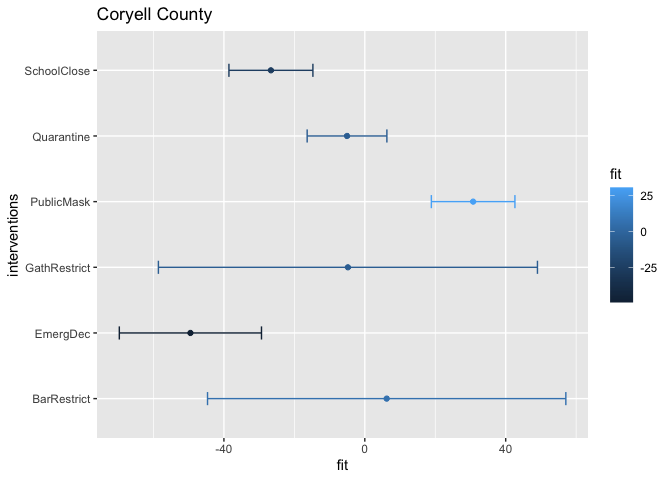 Coryell County
SchoolClose
Quarantine
PublicMask
GathRestrict
EmergDec
BarRestrict
interventions
-40
0
40
fit
fit
25
0
-25